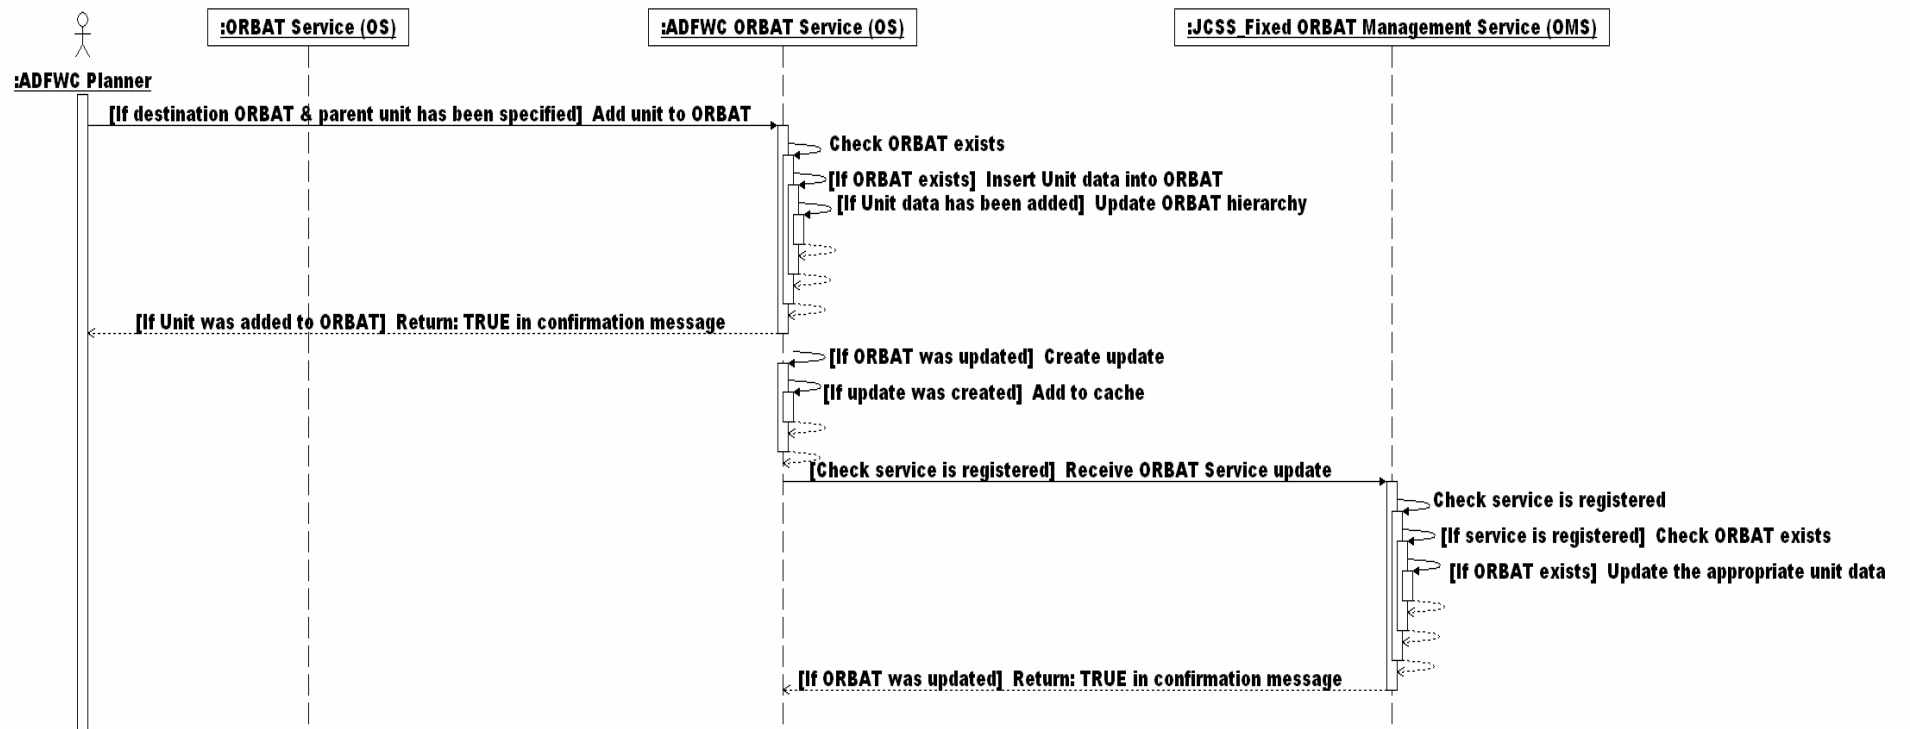 :ORBAT Service (OS)
:ADFWC ORBAT Service (OS)
:JCSS_Fixed ORBAT Management Service (OMS)
:ADFWC Planner
[If destination ORBAT & parent unit has been specified] Add unit to ORBAT
Check ORBAT exists
[If ORBAT exists] Insert Unit data into ORBAT
[If Unit data has been added] Update ORBAT hierarchy
[If Unit was added to ORBAT] Return: TRUE in confirmation message
[If ORBAT was updated] Create update
[If update was created] Add to cache
[Check service is registered] Receive ORBAT Service update
Check service is registered
[If service is registered] Check ORBAT exists
[If ORBAT exists] Update the appropriate unit data
[If ORBAT was updated] Return: TRUE in confirmation message